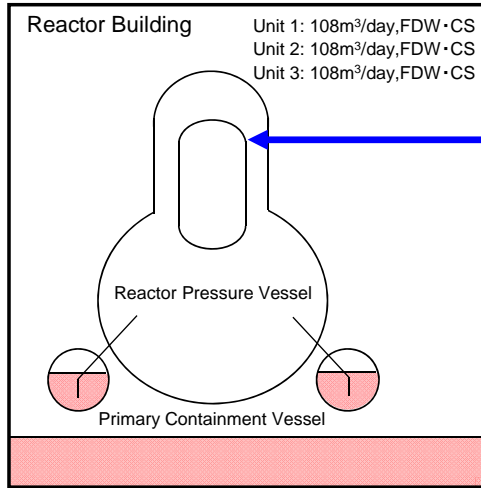 Reactor Building
Unit 1: 108m³/day,FDW・CS
Unit 2: 108m³/day,FDW・CS
Unit 3: 108m³/day,FDW・CS
Reactor Pressure Vessel
Primary Containment Vessel